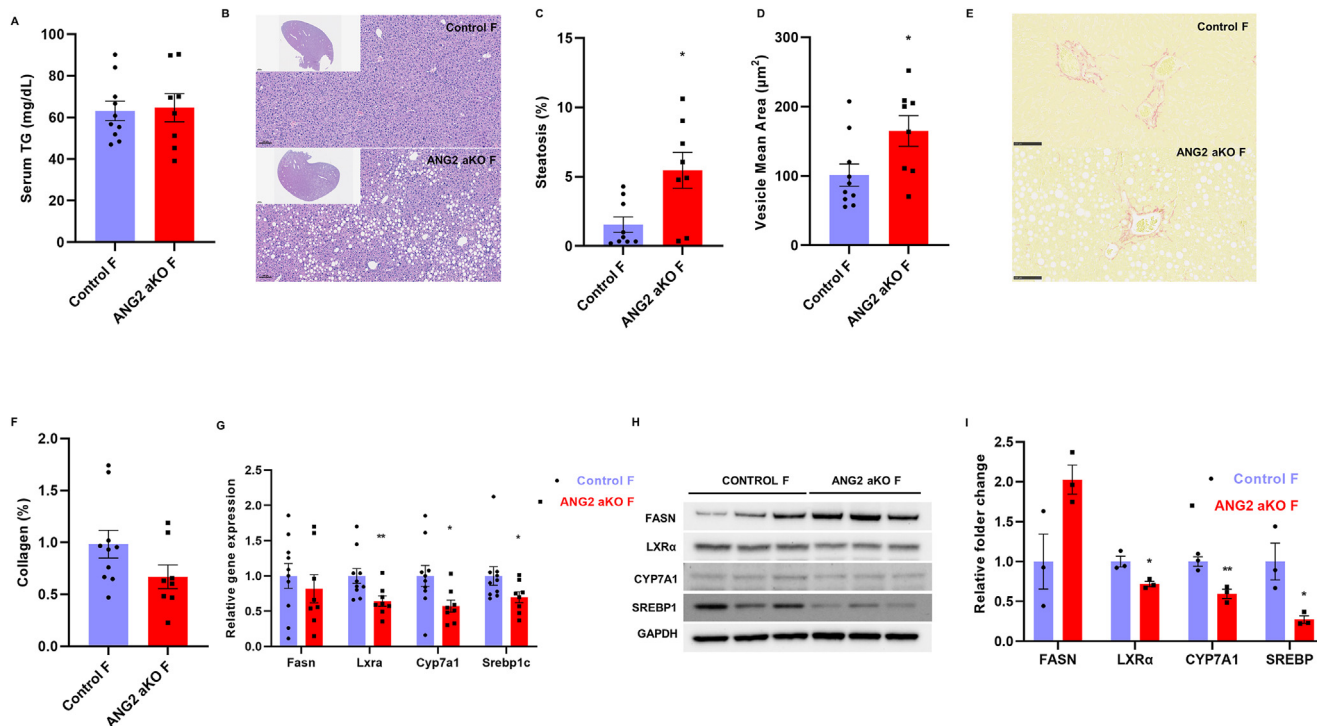 A
Serum TG (mg/dL)
100
80
60
40
20
0
Control F
ANG2 aKO F
B
Control F
ANG2 aKO F
C
Steatosis (%)
15
10
5
0
*
Control F
ANG2 aKO F
D
Vesicle Mean Area (µm²)
300
200
100
0
*
Control F
ANG2 aKO F
E
Control F
ANG2 aKO F
F
Collagen (%)
2.0
1.5
1.0
0.5
0.0
Control F
ANG2 aKO F
G
Relative gene expression
2.5
2.0
1.5
1.0
0.5
0.0
**
*
*
Fasn
Lxra
Cyp7a1
Srebp1c
Control F
ANG2 aKO F
H
CONTROL F
ANG2 aKO F
FASN
LXRα
CYP7A1
SREBP1
GAPDH
I
Relative folder change
2.5
2.0
1.5
1.0
0.5
0.0
*
**
*
FASN
LXRα
CYP7A1
SREBP
Control F
ANG2 aKO F